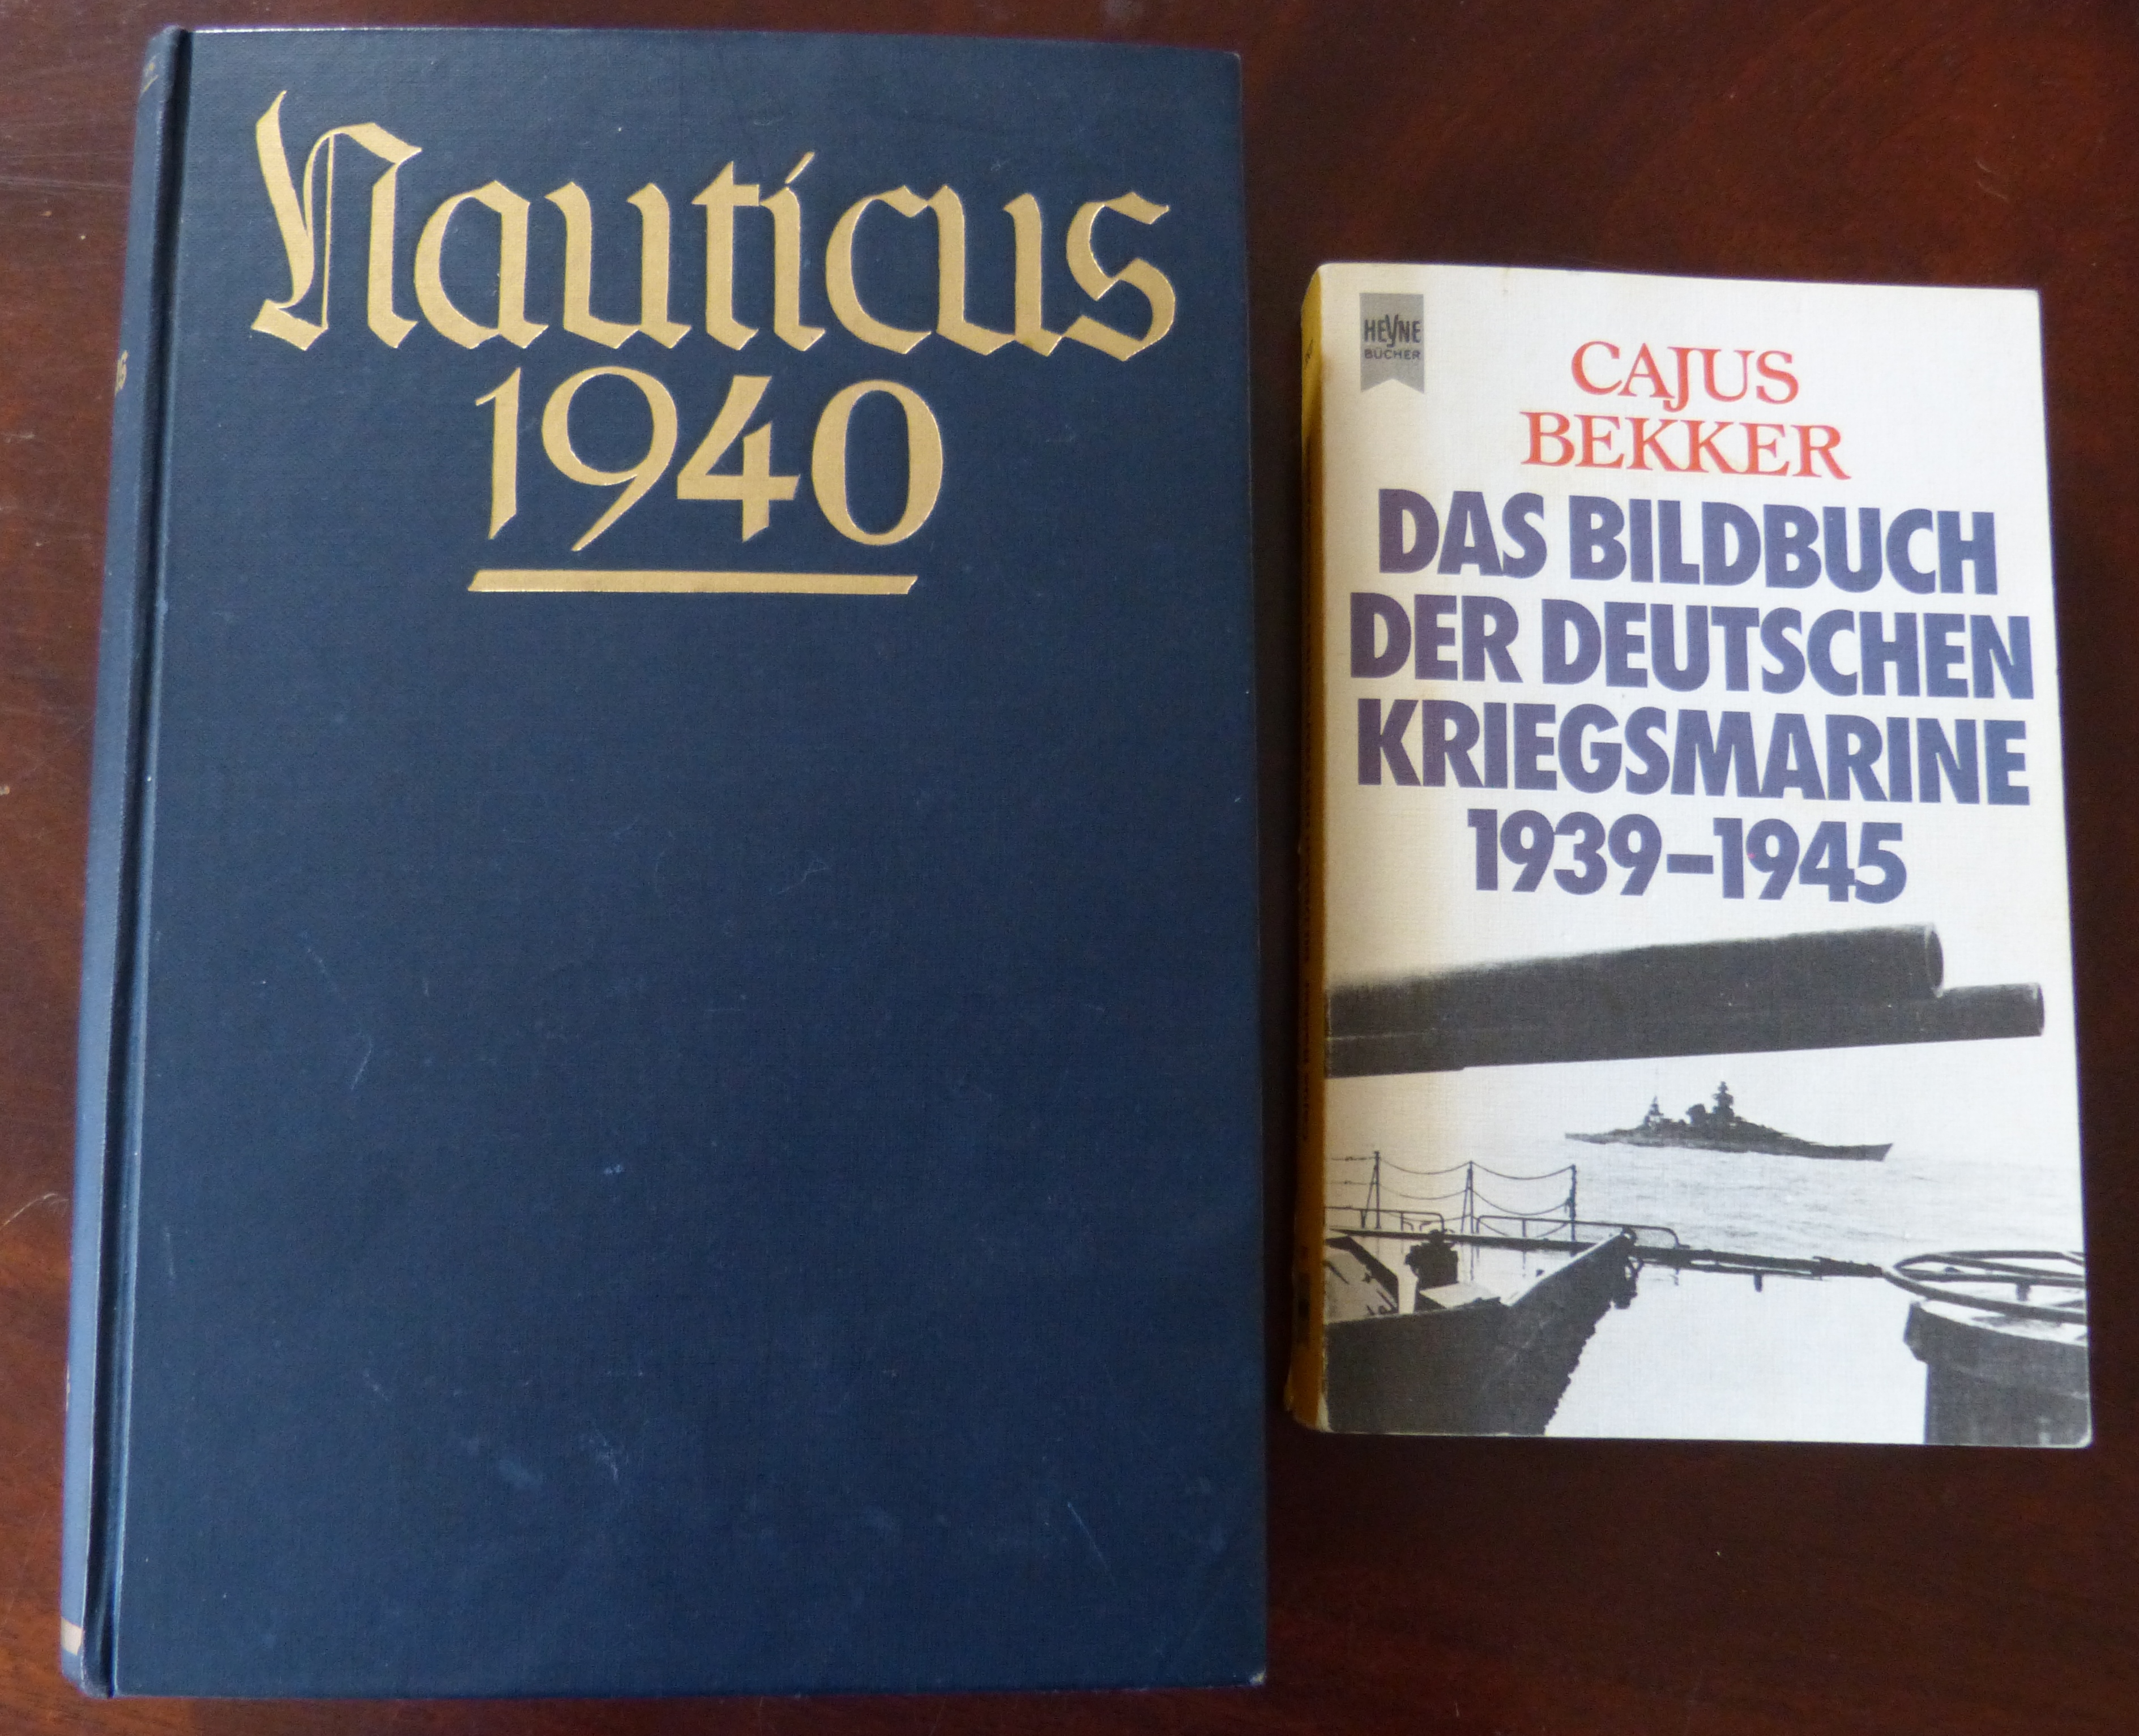 Nauticus
1940
HEYNE
BÜCHER
CAJUS
BEKKER
DAS BILDBUCH
DER DEUTSCHEN
KRIEGSMARINE
1939–1945